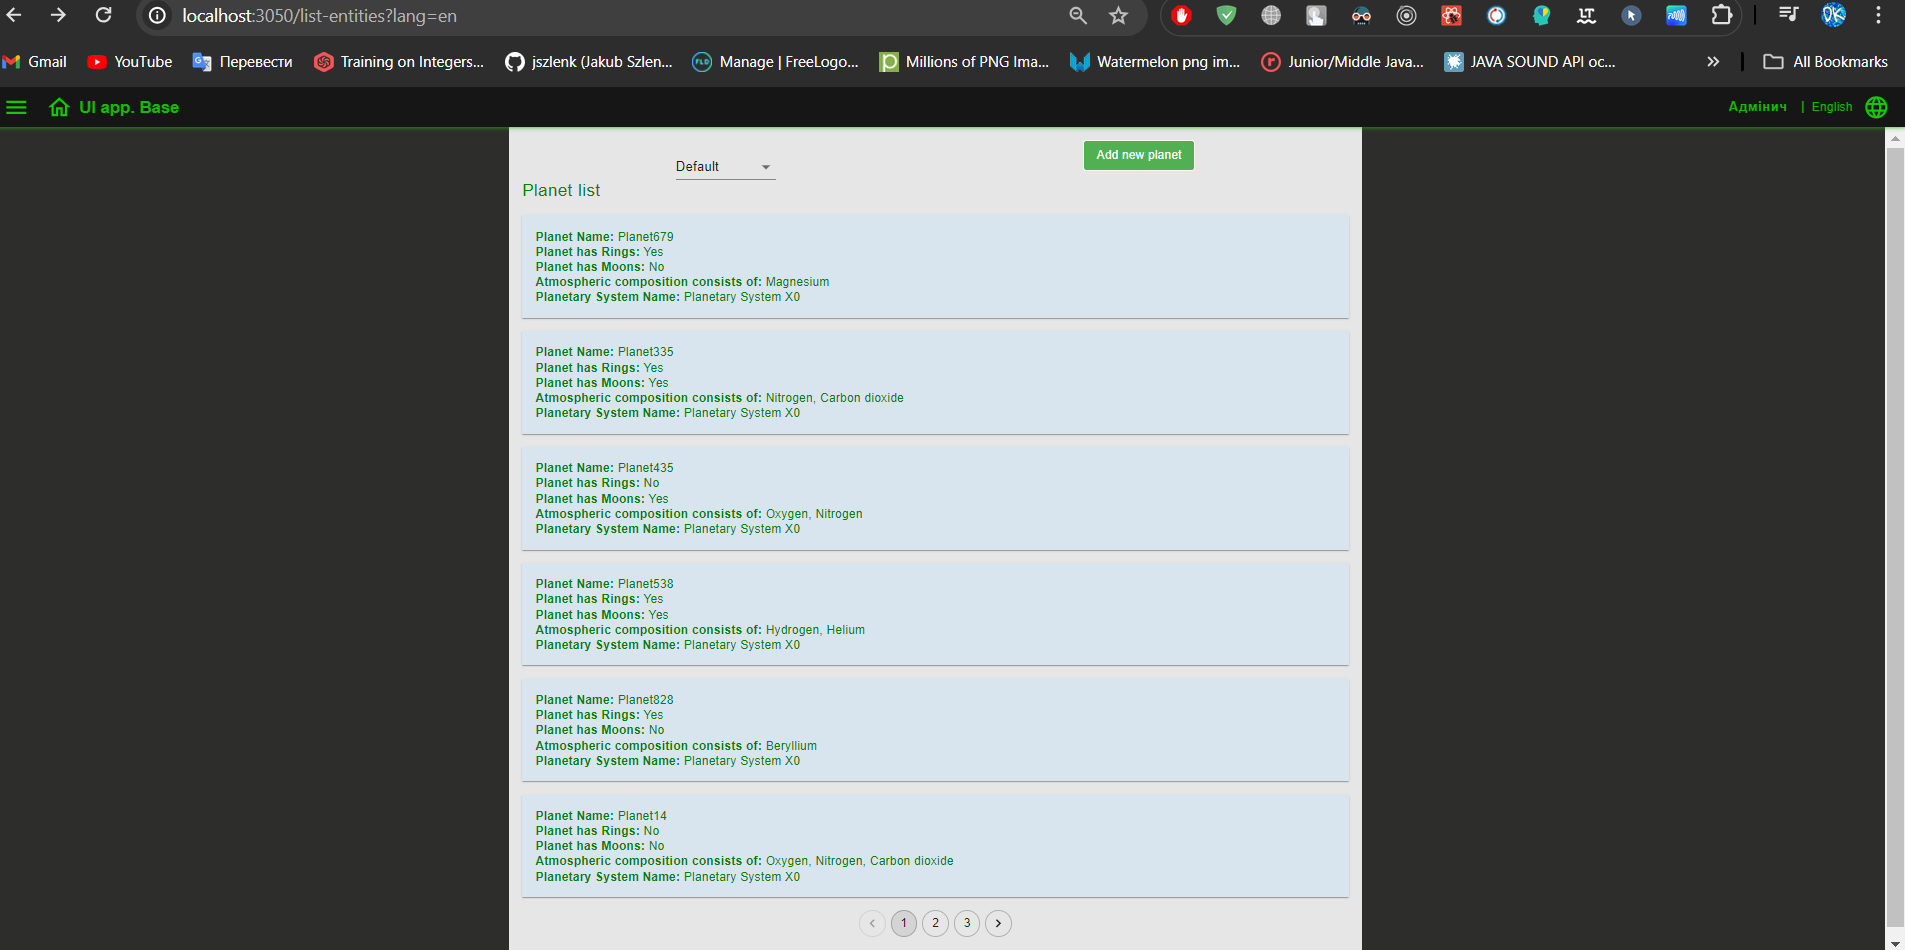 localhost:3050/list-entities?lang=en
Gmail YouTube Перевести Training on Integers... jszlenk (Jakub Szlen... Manage | FreeLogo... Millions of PNG Ima... Watermelon png im... Junior/Middle Java... JAVA SOUND API ос... » All Bookmarks
UI app. Base Адмінич | English
Add new planet
Default
Planet list
Planet Name: Planet679
Planet has Rings: Yes
Planet has Moons: No
Atmospheric composition consists of: Magnesium
Planetary System Name: Planetary System X0
Planet Name: Planet335
Planet has Rings: Yes
Planet has Moons: Yes
Atmospheric composition consists of: Nitrogen, Carbon dioxide
Planetary System Name: Planetary System X0
Planet Name: Planet435
Planet has Rings: No
Planet has Moons: Yes
Atmospheric composition consists of: Oxygen, Nitrogen
Planetary System Name: Planetary System X0
Planet Name: Planet538
Planet has Rings: Yes
Planet has Moons: Yes
Atmospheric composition consists of: Hydrogen, Helium
Planetary System Name: Planetary System X0
Planet Name: Planet828
Planet has Rings: Yes
Planet has Moons: No
Atmospheric composition consists of: Beryllium
Planetary System Name: Planetary System X0
Planet Name: Planet14
Planet has Rings: No
Planet has Moons: No
Atmospheric composition consists of: Oxygen, Nitrogen, Carbon dioxide
Planetary System Name: Planetary System X0
‹ 1 2 3 ›